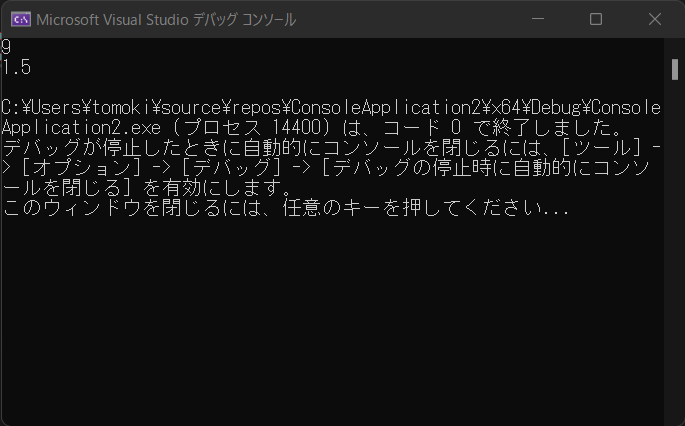 Microsoft Visual Studio デバッグ コンソール
9
1.5
C:¥Users¥tomoki¥source¥repos¥ConsoleApplication2¥x64¥Debug¥Console
Application2.exe (プロセス 14400) は、コード 0 で終了しました。
デバッグが停止したときに自動的にコンソールを閉じるには、[ツール] -
> [オプション] -> [デバッグ] -> [デバッグの停止時に自動的にコンソ
ールを閉じる] を有効にします。
このウィンドウを閉じるには、任意のキーを押してください...